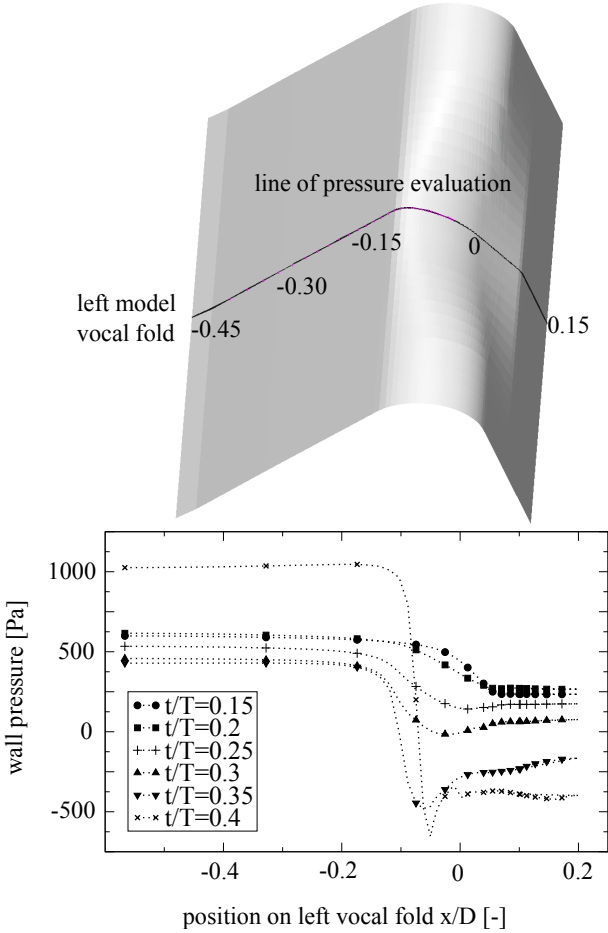 line of pressure evaluation
-0.15
0
-0.30
left model
vocal fold
-0.45
0.15
wall pressure [Pa]
1000
500
0
-500
t/T=0.15
t/T=0.2
t/T=0.25
t/T=0.3
t/T=0.35
t/T=0.4
-0.4
-0.2
0
0.2
position on left vocal fold x/D [-]